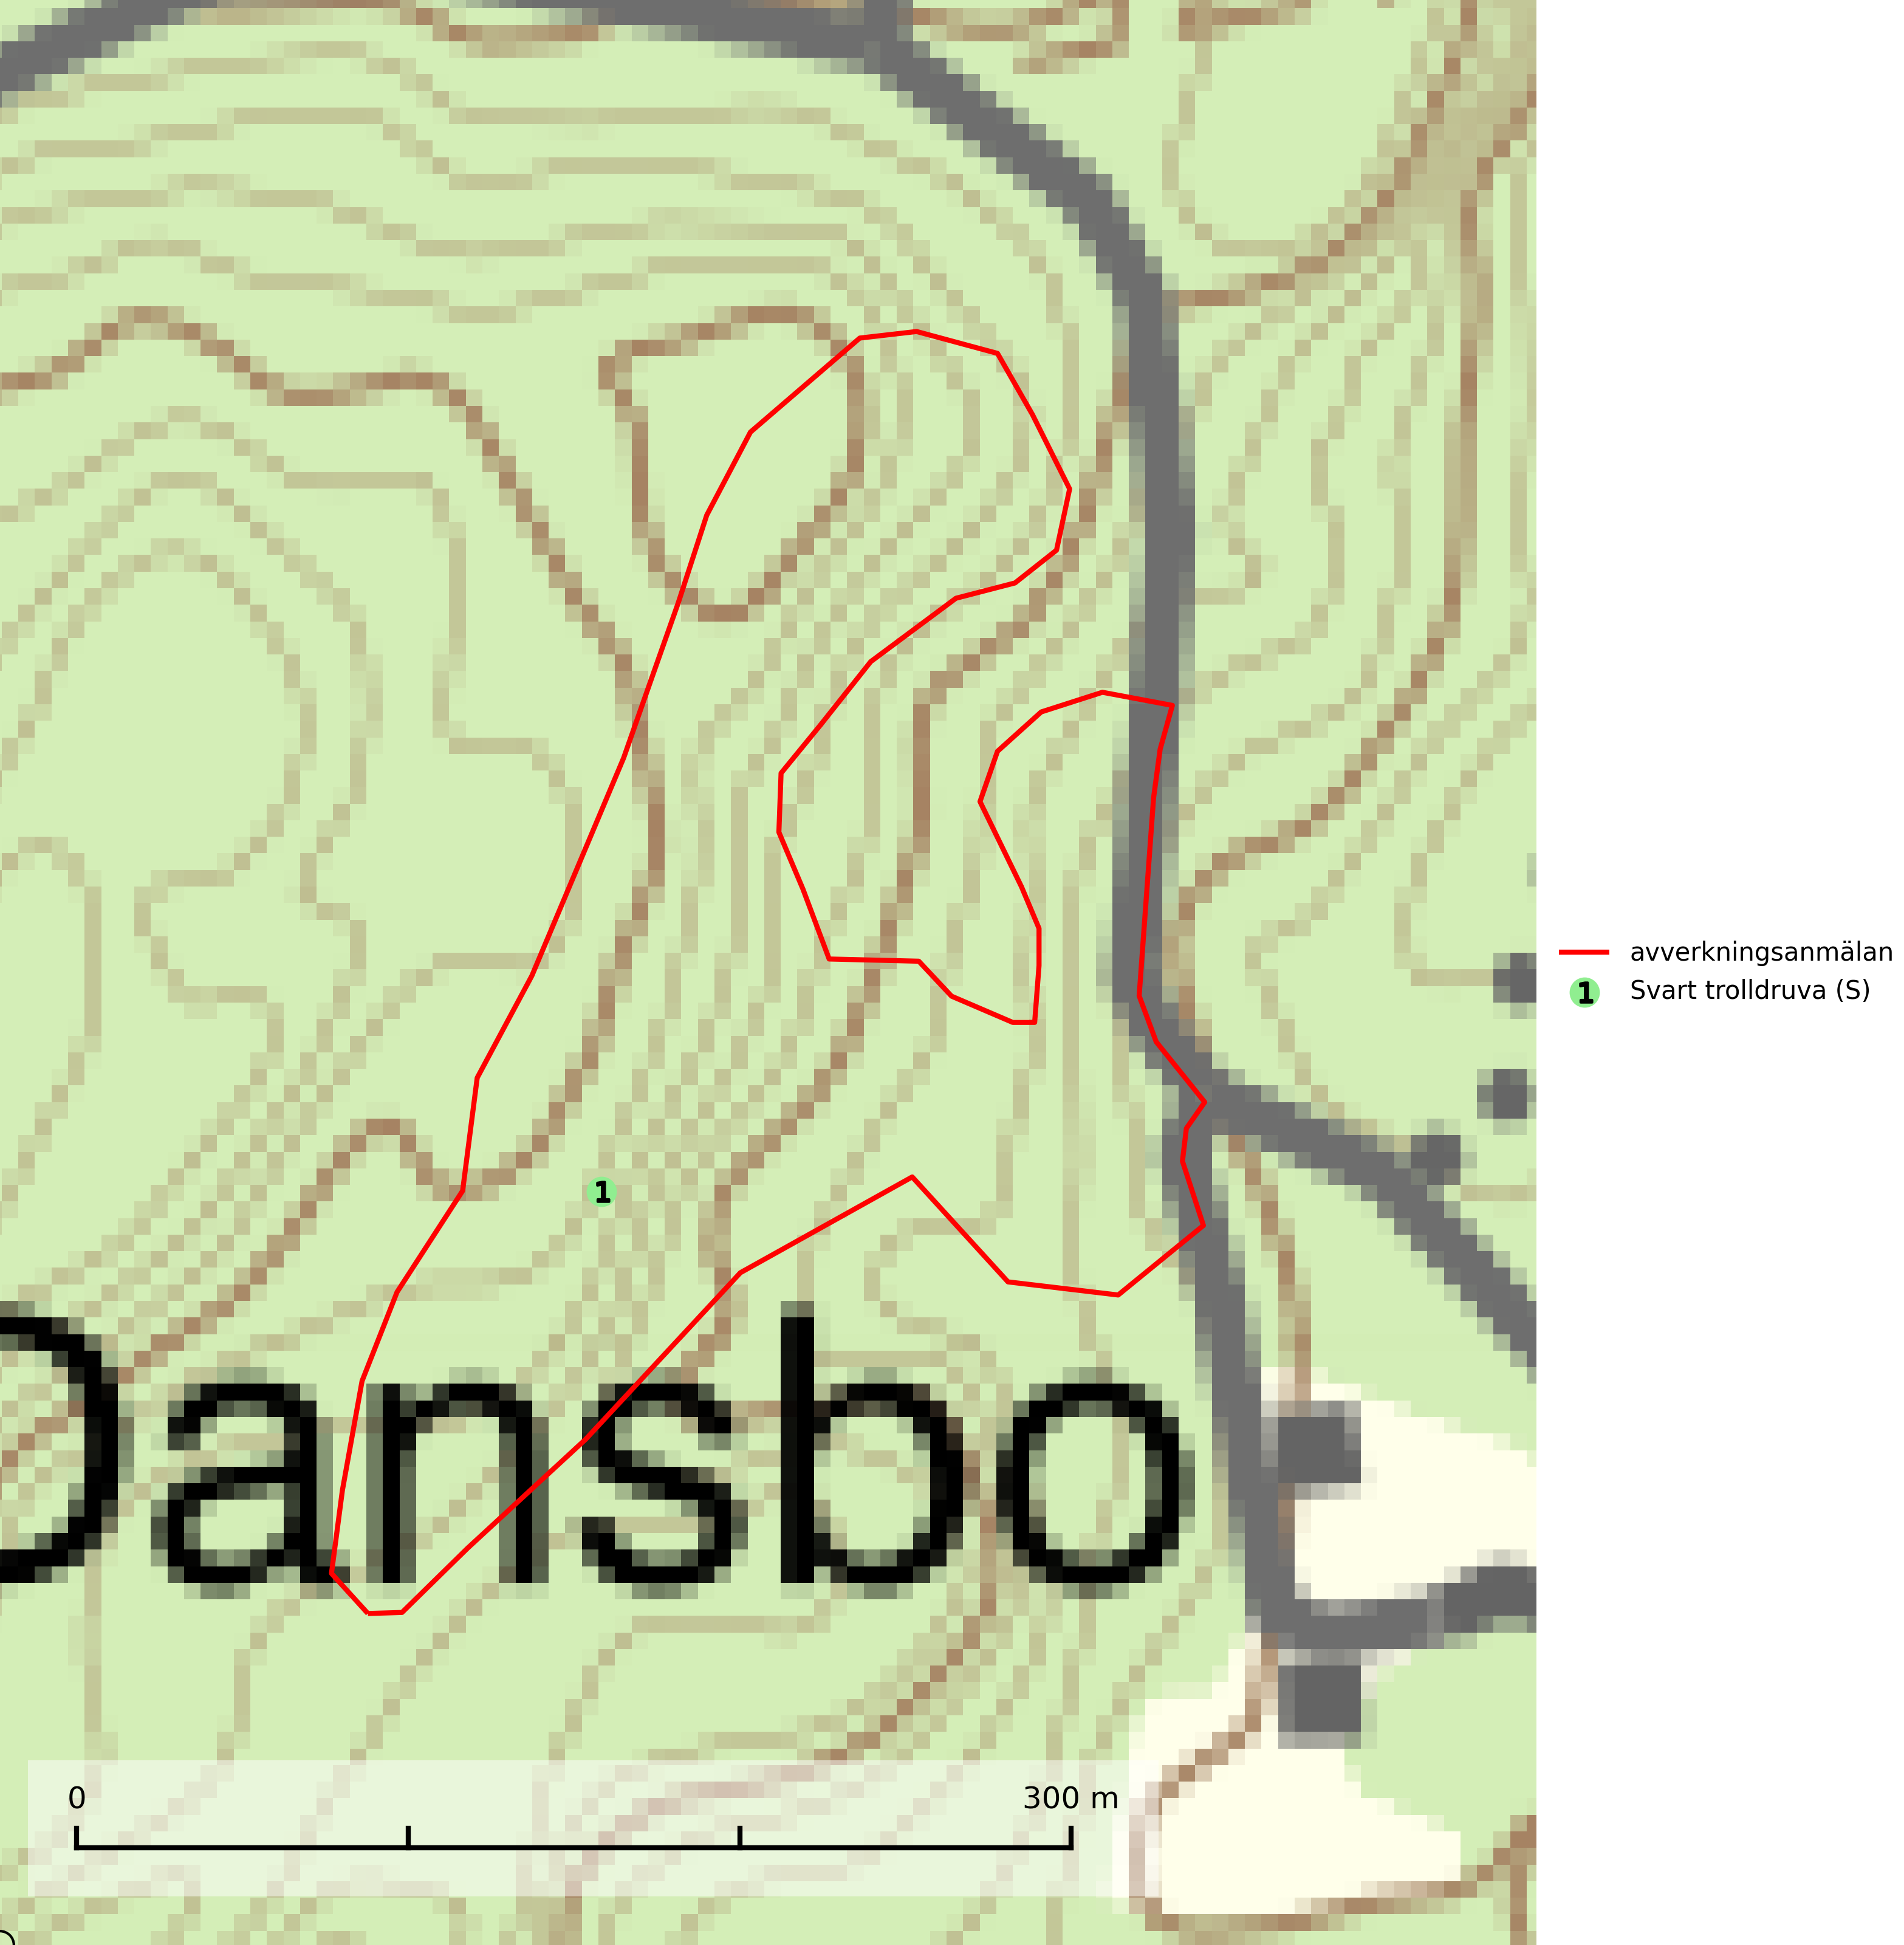 avverkningsanmälan
1 Svart trolldruva (S)
1
Dansbo
0 300 m